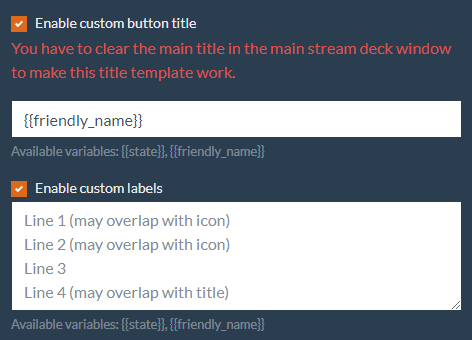 Enable custom button title
You have to clear the main title in the main stream deck window
to make this title template work.
{{friendly_name}}
Available variables: {{state}}, {{friendly_name}}
Enable custom labels
Line 1 (may overlap with icon)
Line 2 (may overlap with icon)
Line 3
Line 4 (may overlap with title)
Available variables: {{state}}, {{friendly_name}}